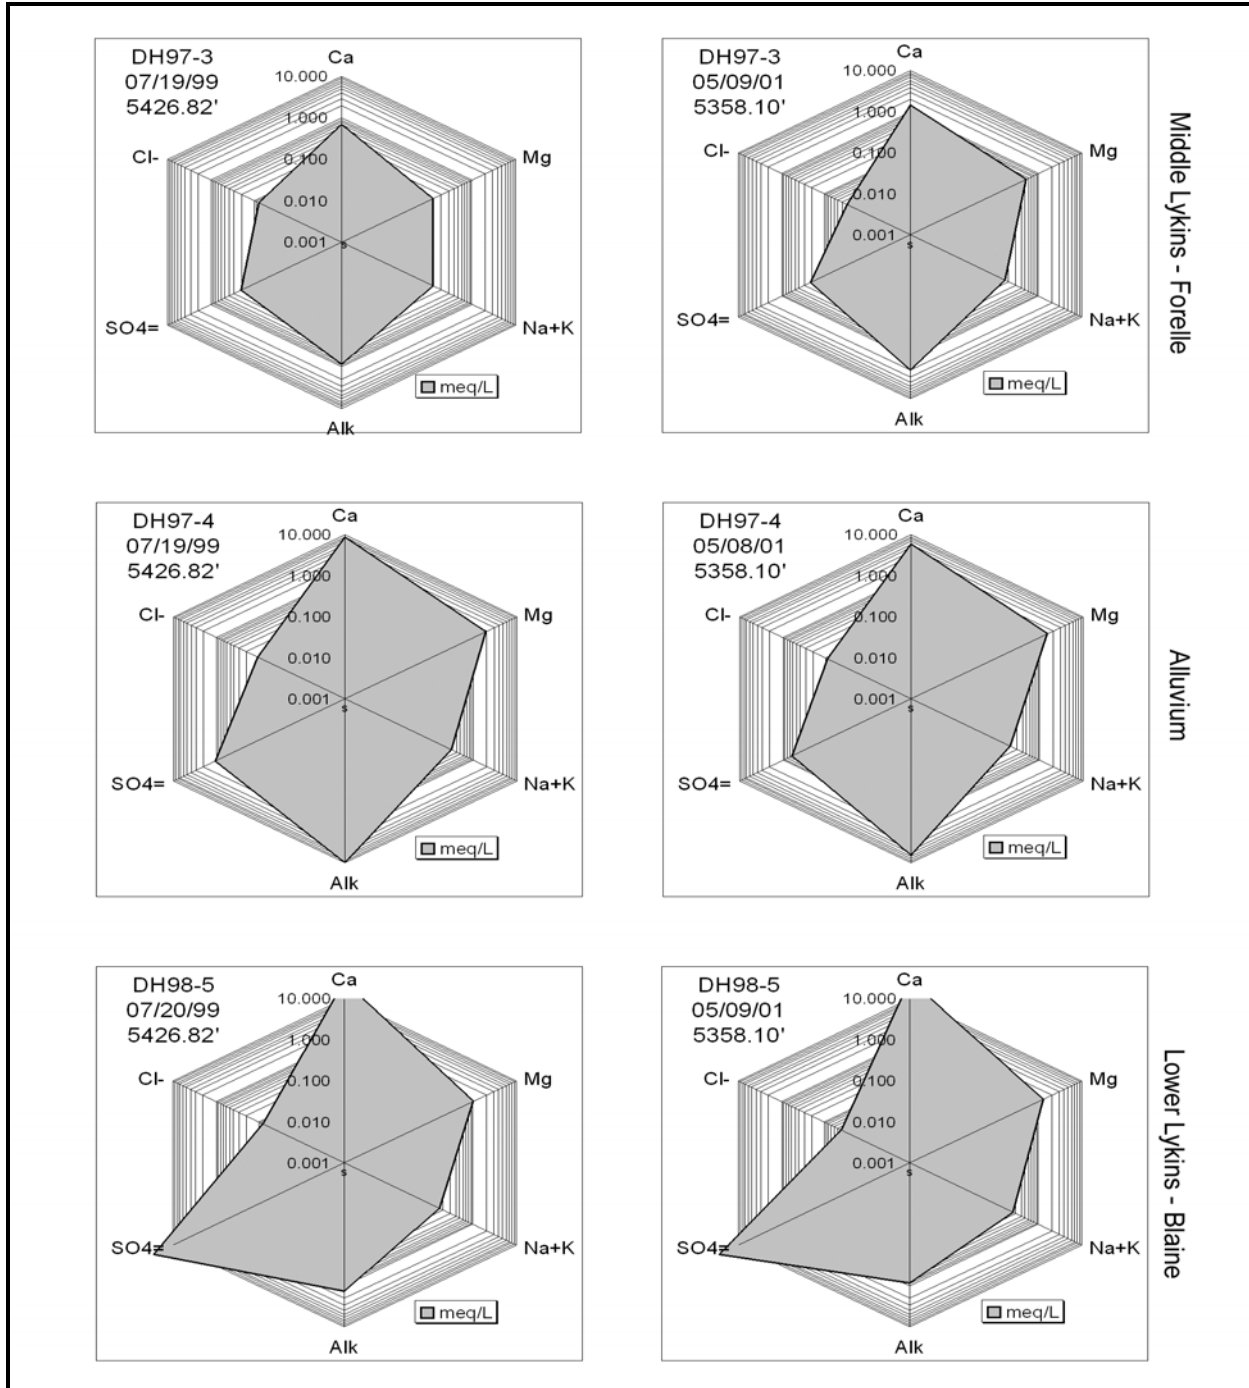 DH97-3
07/19/99
5426.82'
Ca
10.000
1.000
0.100
0.010
0.001
s
Cl-
Mg
SO4=
Na+K
meq/L
Alk
DH97-3
05/09/01
5358.10'
Ca
10.000
1.000
0.100
0.010
0.001
s
Cl-
Mg
SO4=
Na+K
meq/L
Alk
Middle Lykins - Forelle
DH97-4
07/19/99
5426.82'
Ca
10.000
1.000
0.100
0.010
0.001
s
Cl-
Mg
SO4=
Na+K
meq/L
Alk
DH97-4
05/08/01
5358.10'
Ca
10.000
1.000
0.100
0.010
0.001
s
Cl-
Mg
SO4=
Na+K
meq/L
Alk
Alluvium
DH98-5
07/20/99
5426.82'
Ca
10.000
1.000
0.100
0.010
0.001
s
Cl-
Mg
SO4=
Na+K
meq/L
Alk
DH98-5
05/09/01
5358.10'
Ca
10.000
1.000
0.100
0.010
0.001
s
Cl-
Mg
SO4=
Na+K
meq/L
Alk
Lower Lykins - Blaine